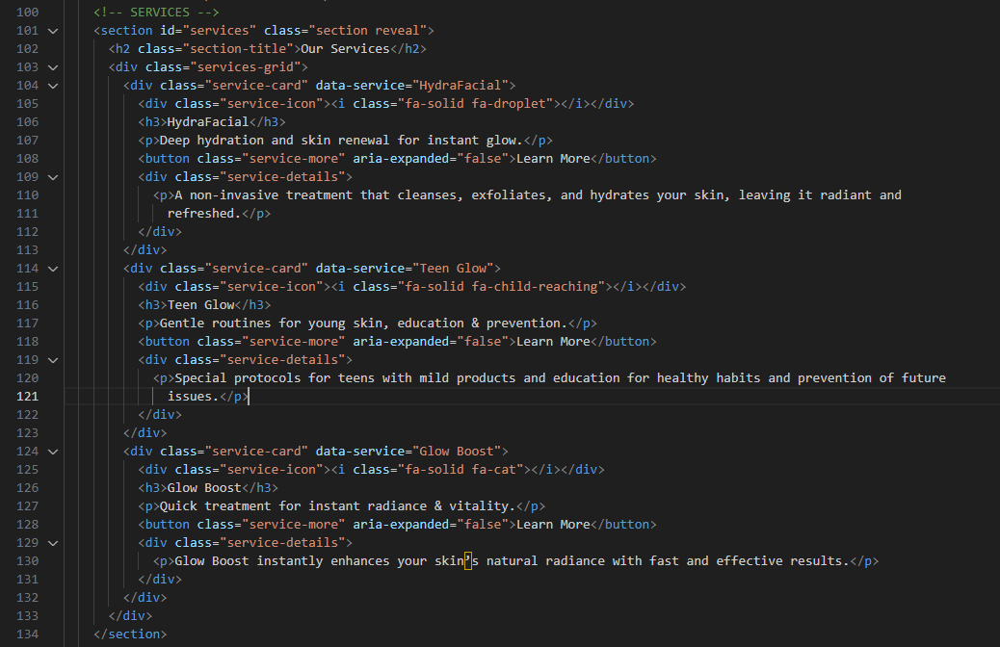 100 <!-- SERVICES -->
101 <section id="services" class="section reveal">
102 <h2 class="section-title">Our Services</h2>
103 <div class="services-grid">
104 <div class="service-card" data-service="HydraFacial">
105 <div class="service-icon"><i class="fa-solid fa-droplet"></i></div>
106 <h3>HydraFacial</h3>
107 <p>Deep hydration and skin renewal for instant glow.</p>
108 <button class="service-more" aria-expanded="false">Learn More</button>
109 <div class="service-details">
110 <p>A non-invasive treatment that cleanses, exfoliates, and hydrates your skin, leaving it radiant and
111 refreshed.</p>
112 </div>
113 </div>
114 <div class="service-card" data-service="Teen Glow">
115 <div class="service-icon"><i class="fa-solid fa-child-reaching"></i></div>
116 <h3>Teen Glow</h3>
117 <p>Gentle routines for young skin, education & prevention.</p>
118 <button class="service-more" aria-expanded="false">Learn More</button>
119 <div class="service-details">
120 <p>Special protocols for teens with mild products and education for healthy habits and prevention of future
121 issues.</p>
122 </div>
123 </div>
124 <div class="service-card" data-service="Glow Boost">
125 <div class="service-icon"><i class="fa-solid fa-cat"></i></div>
126 <h3>Glow Boost</h3>
127 <p>Quick treatment for instant radiance & vitality.</p>
128 <button class="service-more" aria-expanded="false">Learn More</button>
129 <div class="service-details">
130 <p>Glow Boost instantly enhances your skin’s natural radiance with fast and effective results.</p>
131 </div>
132 </div>
133 </div>
134 </section>